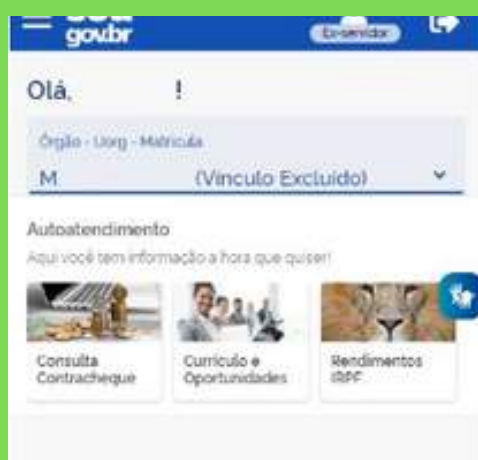 gov.br
Ex-servidor
Olá, !
Órgão - Uorg - Matrícula
M (Vinculo Excluído)
Autoatendimento
Aqui você tem informação a hora que quiser!
Consulta Contracheque
Currículo e Oportunidades
Rendimentos IRPF